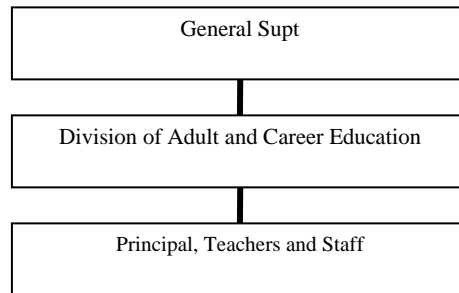 General Supt
Division of Adult and Career Education
Principal, Teachers and Staff